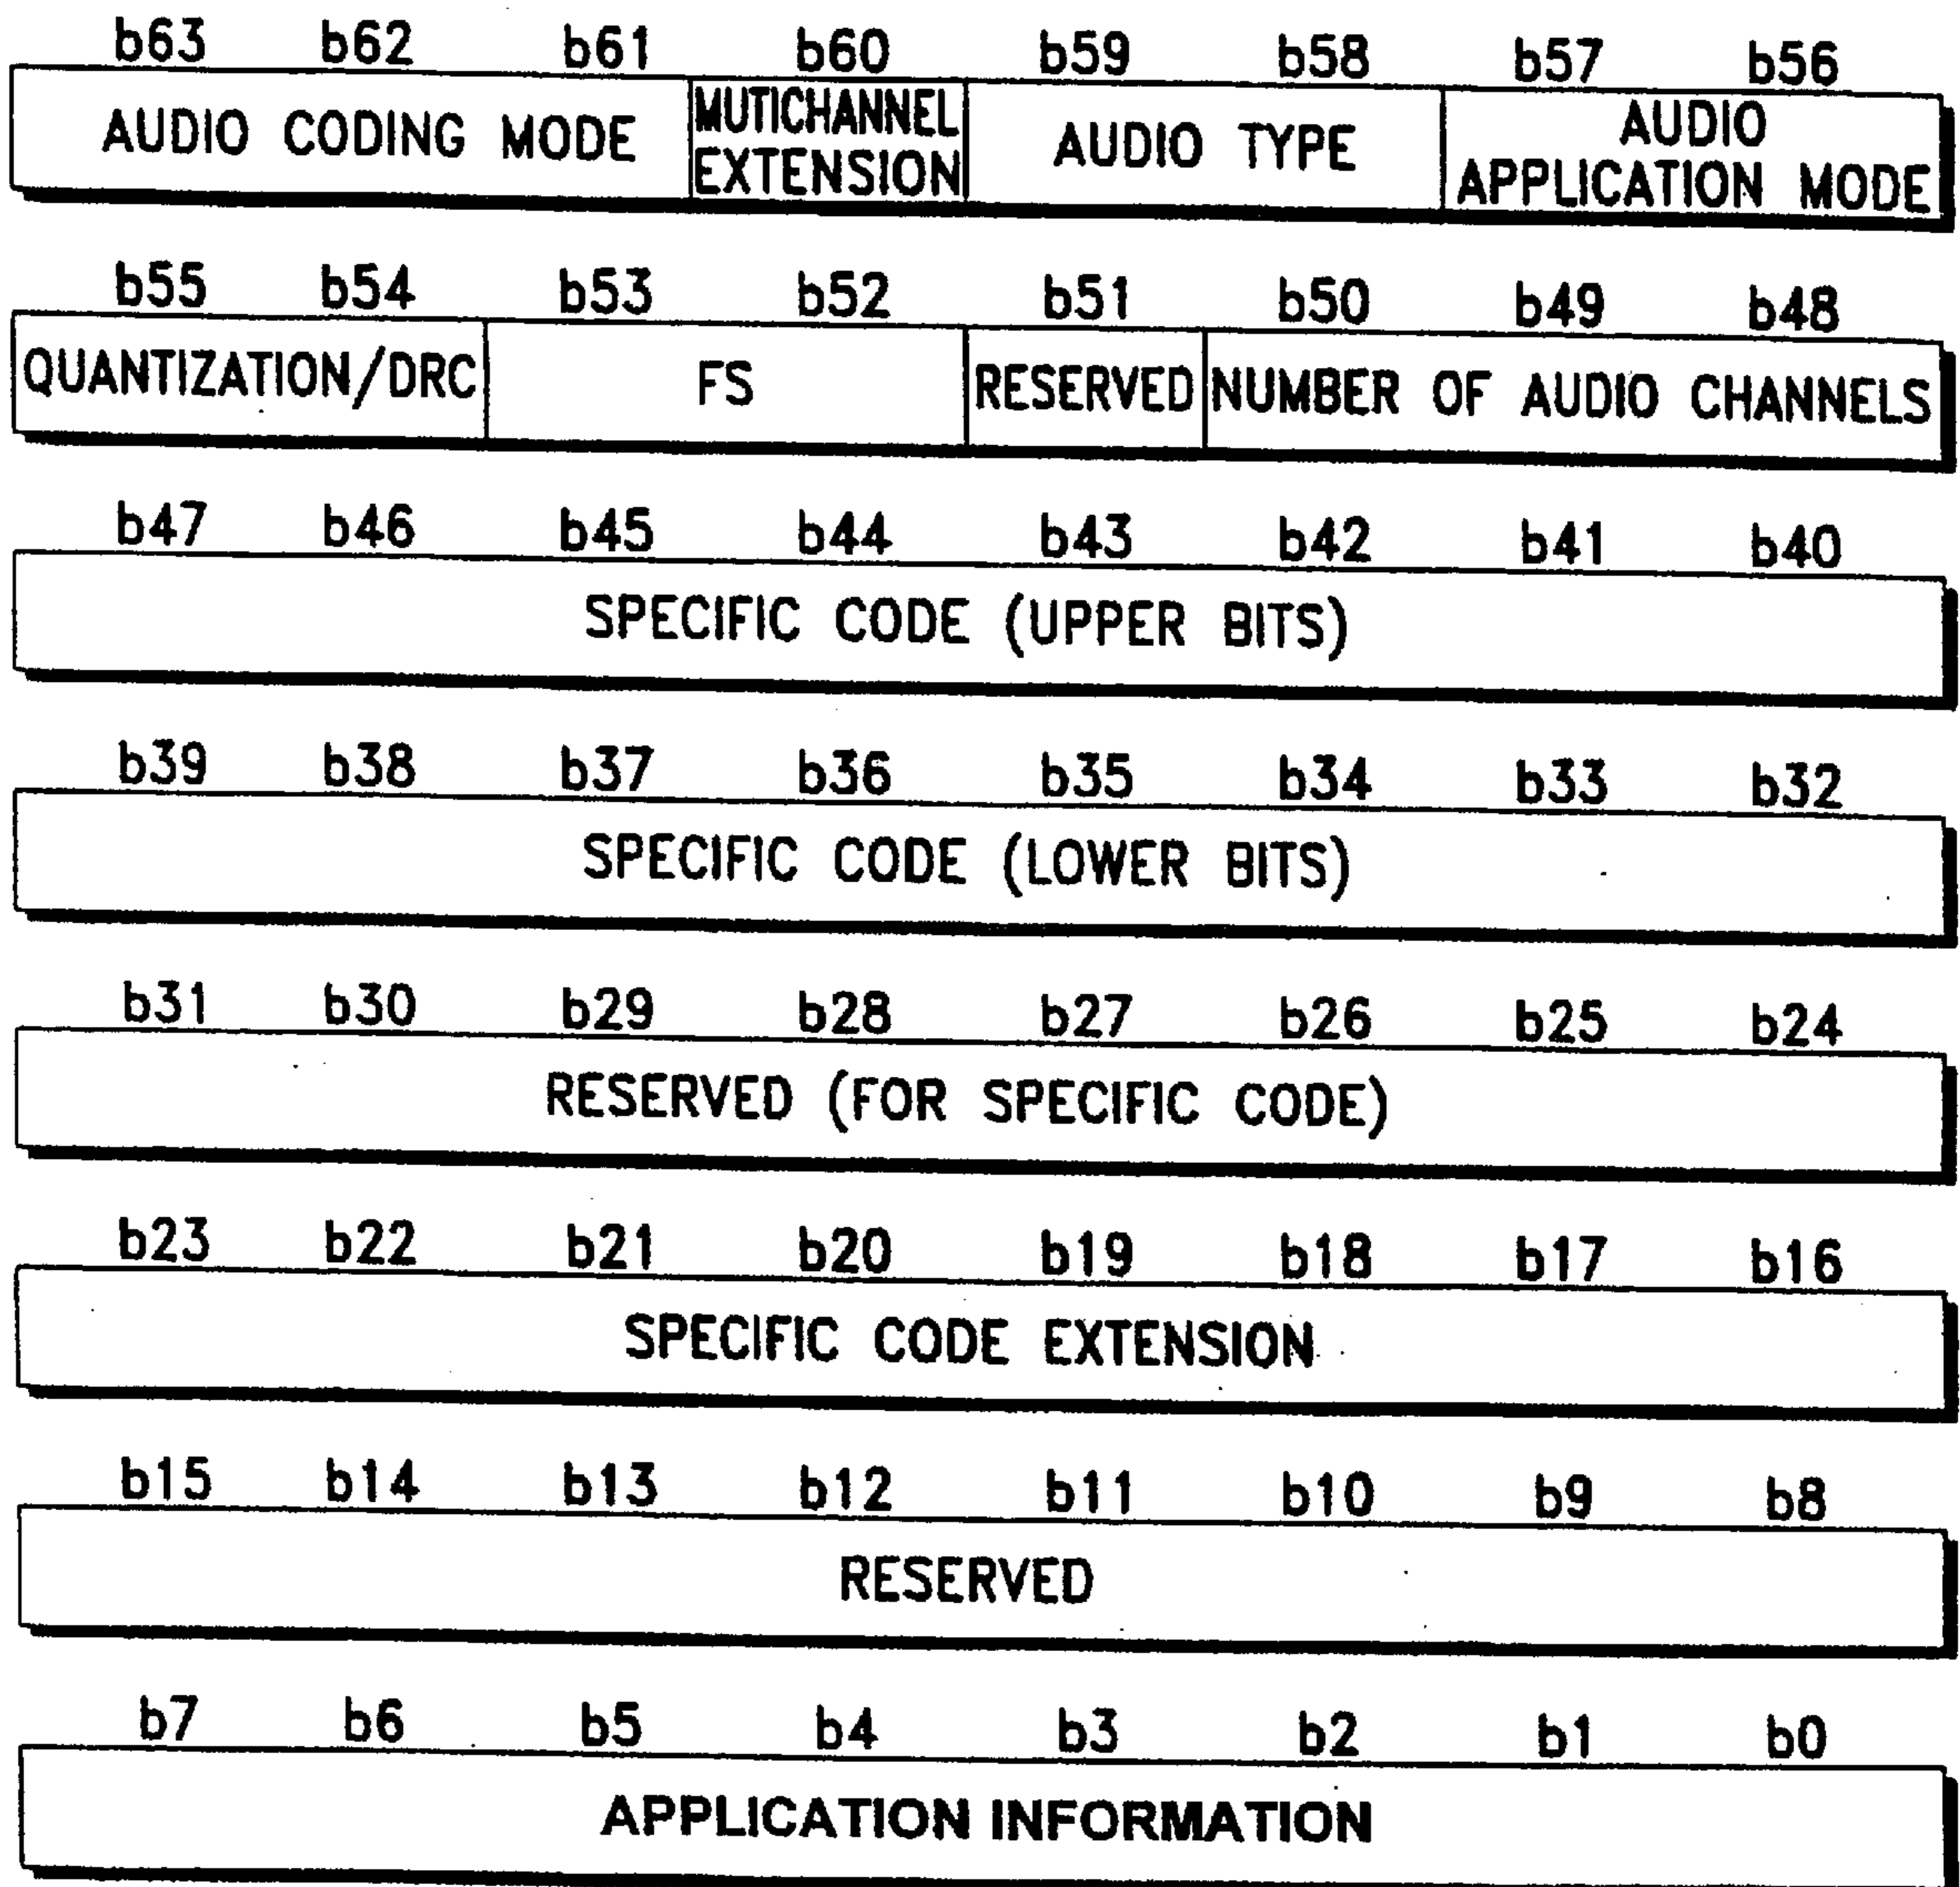 b63 b62 b61 b60 b59 b58 b57 b56
AUDIO CODING MODE
MUTICHANNEL
EXTENSION
AUDIO TYPE
AUDIO
APPLICATION MODE
b55 b54 b53 b52 b51 b50 b49 b48
QUANTIZATION/DRC FS RESERVED NUMBER OF AUDIO CHANNELS
b47 b46 b45 b44 b43 b42 b41 b40
SPECIFIC CODE (UPPER BITS)
b39 b38 b37 b36 b35 b34 b33 b32
SPECIFIC CODE (LOWER BITS)
b31 b30 b29 b28 b27 b26 b25 b24
RESERVED (FOR SPECIFIC CODE)
b23 b22 b21 b20 b19 b18 b17 b16
SPECIFIC CODE EXTENSION
b15 b14 b13 b12 b11 b10 b9 b8
RESERVED
b7 b6 b5 b4 b3 b2 b1 b0
APPLICATION INFORMATION